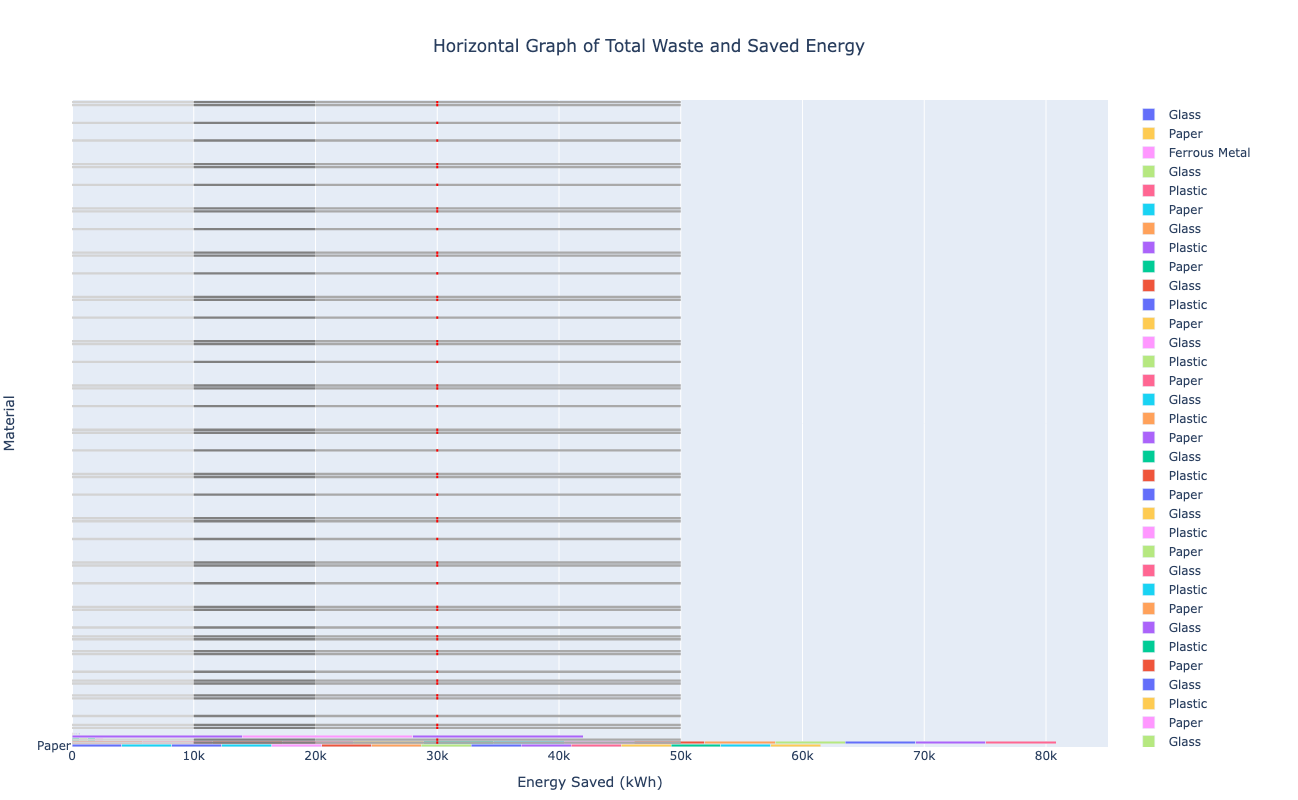 Horizontal Graph of Total Waste and Saved Energy
Material
Paper
0
10k
20k
30k
40k
50k
60k
70k
80k
Energy Saved (kWh)
Glass
Paper
Ferrous Metal
Glass
Plastic
Paper
Glass
Plastic
Paper
Glass
Plastic
Paper
Glass
Plastic
Paper
Glass
Plastic
Paper
Glass
Plastic
Paper
Glass
Plastic
Paper
Glass
Plastic
Paper
Glass
Plastic
Paper
Glass
Plastic
Paper
Glass